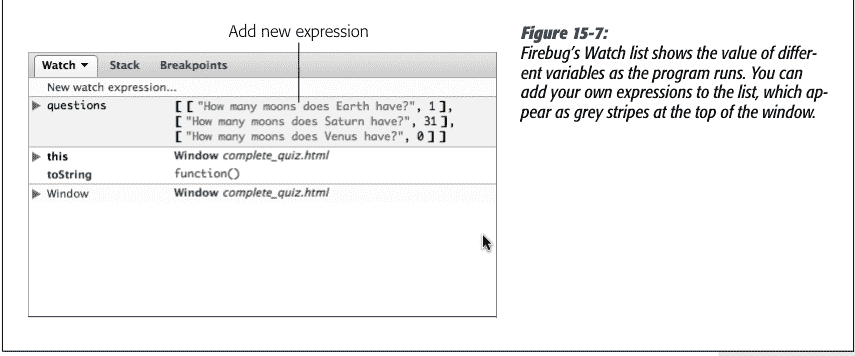 Add new expression
Watch Stack Breakpoints
New watch expression...
questions [ [ "How many moons does Earth have?", 1 ],
[ "How many moons does Saturn have?", 31 ],
[ "How many moons does Venus have?", 0 ] ]
this Window complete_quiz.html
toString function()
Window Window complete_quiz.html
Figure 15-7:
Firebug's Watch list shows the value of differ-
ent variables as the program runs. You can
add your own expressions to the list, which ap-
pear as grey stripes at the top of the window.